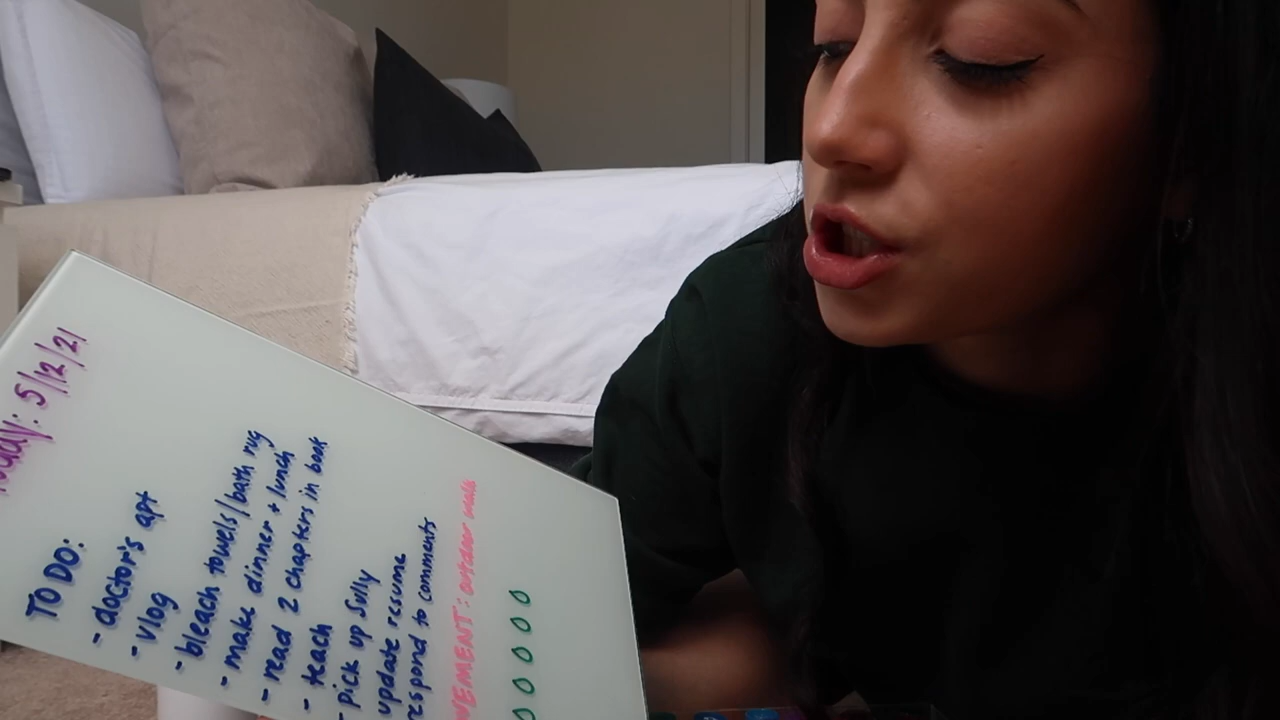 Today: 5/12/21
TO DO:
- doctor's apt
- vlog
- bleach towels/bath rug
- make dinner + lunch
- read 2 chapters in book
- teach
- pick up Sully
update resume
respond to comments
VEMENT: outdoor walk